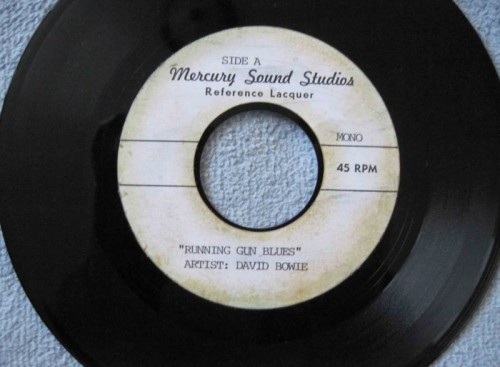 SIDE A
Mercury Sound Studios
Reference Lacquer
MONO
45 RPM
"RUNNING GUN BLUES"
ARTIST: DAVID BOWIE